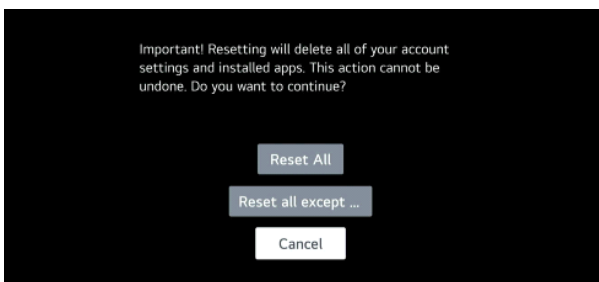 Important! Resetting will delete all of your account
settings and installed apps. This action cannot be
undone. Do you want to continue?
Reset All
Reset all except ...
Cancel